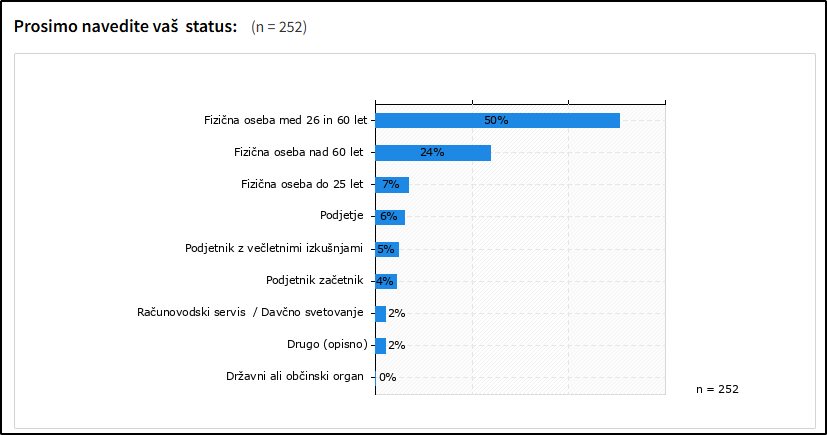 Prosimo navedite vaš status: (n = 252)
Fizična oseba med 26 in 60 let 50%
Fizična oseba nad 60 let 24%
Fizična oseba do 25 let 7%
Podjetje 6%
Podjetnik z večletnimi izkušnjami 5%
Podjetnik začetnik 4%
Računovodski servis / Davčno svetovanje 2%
Drugo (opisno) 2%
Državni ali občinski organ 0%
n = 252